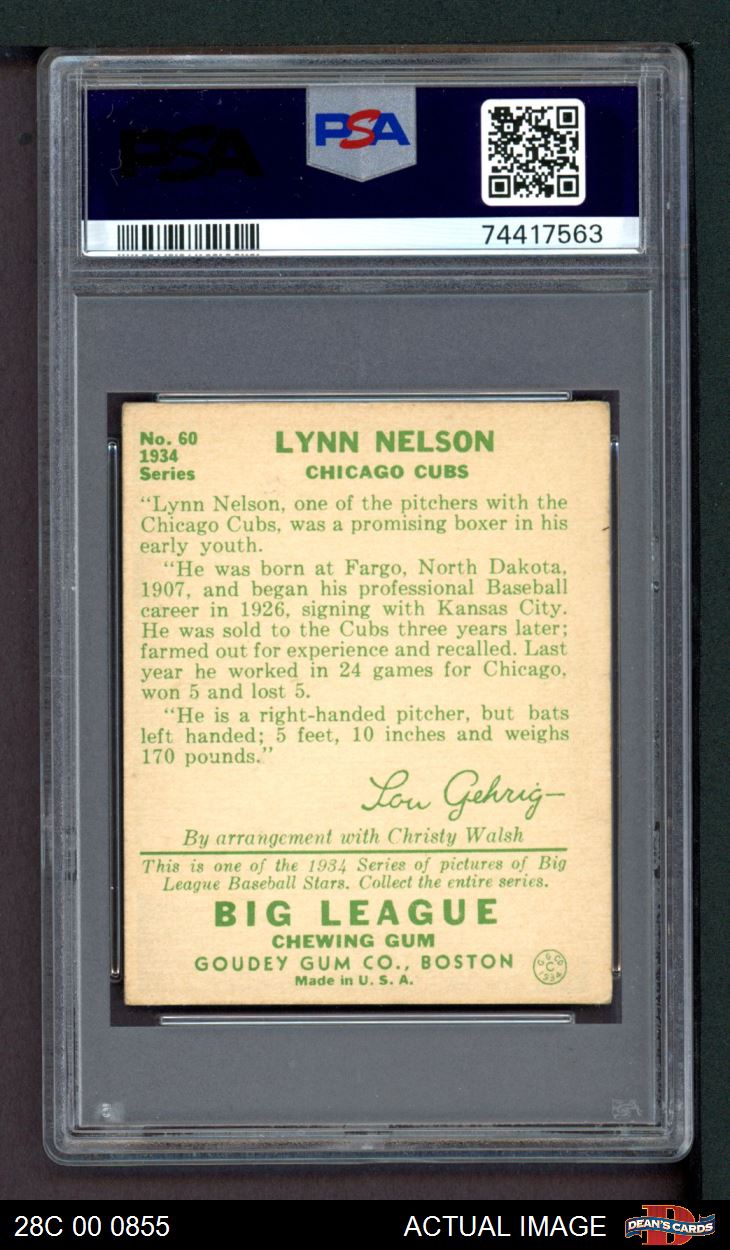 PSA
PSA
74417563
No. 60
1934
Series
LYNN NELSON
CHICAGO CUBS
"Lynn Nelson, one of the pitchers with the
Chicago Cubs, was a promising boxer in his
early youth.
"He was born at Fargo, North Dakota,
1907, and began his professional Baseball
career in 1926, signing with Kansas City.
He was sold to the Cubs three years later;
farmed out for experience and recalled. Last
year he worked in 24 games for Chicago,
won 5 and lost 5.
"He is a right-handed pitcher, but bats
left handed; 5 feet, 10 inches and weighs
170 pounds."
Lou Gehrig
By arrangement with Christy Walsh
This is one of the 1934 Series of pictures of Big
League Baseball Stars. Collect the entire series.
BIG LEAGUE
CHEWING GUM
GOUDEY GUM CO., BOSTON
Made in U. S. A.
G. G. CO
C
1934
28C 00 0855
ACTUAL IMAGE
DEAN'S CARDS